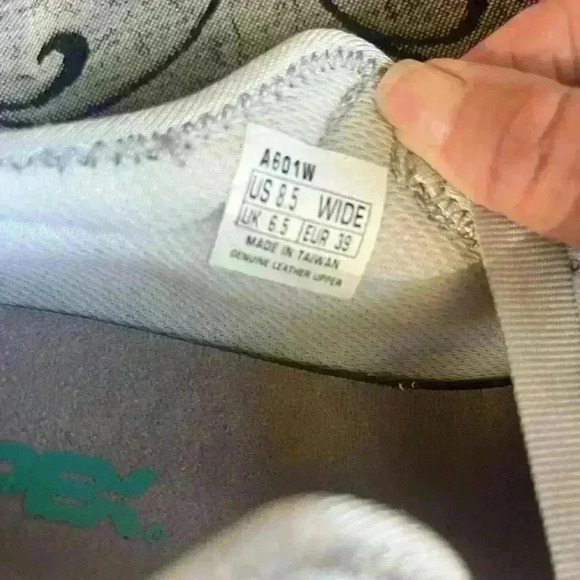 A601W
US 8.5 WIDE
UK 6.5 EUR 39
MADE IN TAIWAN
GENUINE LEATHER UPPER